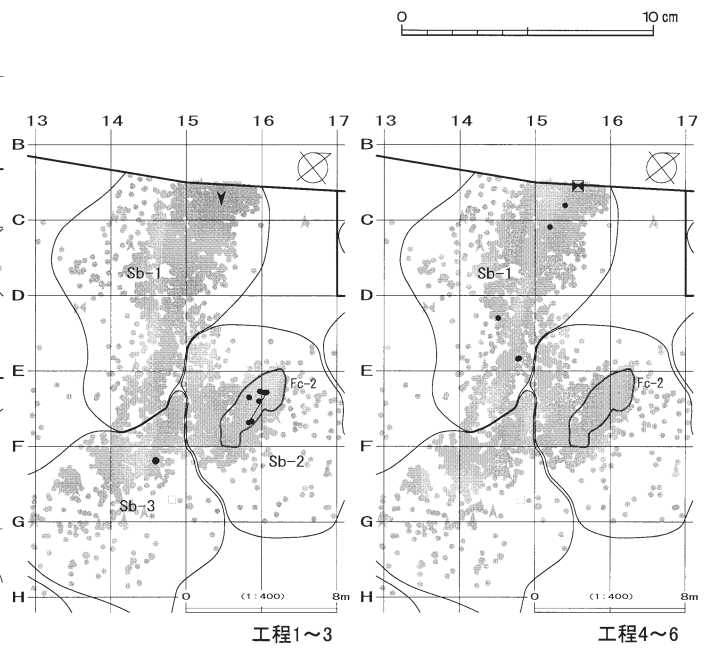 0 10 cm
13 14 15 16 17
B
C
Sb-1
D
E
Fc-2
F
Sb-2
Sb-3
G
H
0 (1:400) 8m
工程1～3
13 14 15 16 17
B
C
Sb-1
D
E
Fc-2
F
G
H
0 (1:400) 8m
工程4～6